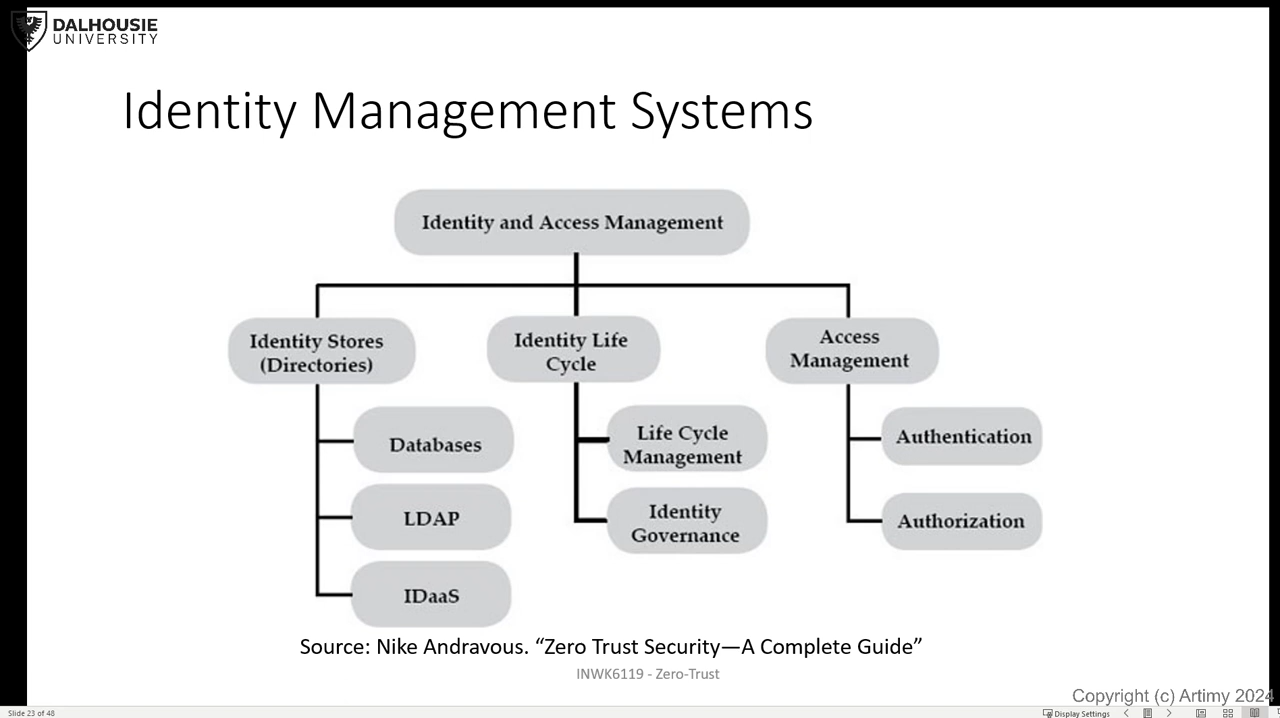 DALHOUSIE
UNIVERSITY
Identity Management Systems
Identity and Access Management
Identity Stores
(Directories)
Databases
LDAP
IDaaS
Identity Life
Cycle
Life Cycle
Management
Identity
Governance
Access
Management
Authentication
Authorization
Source: Nike Andravous. “Zero Trust Security—A Complete Guide”
INWK6119 - Zero-Trust
Copyright (c) Artimy 2024
Slide 23 of 48
Display Settings